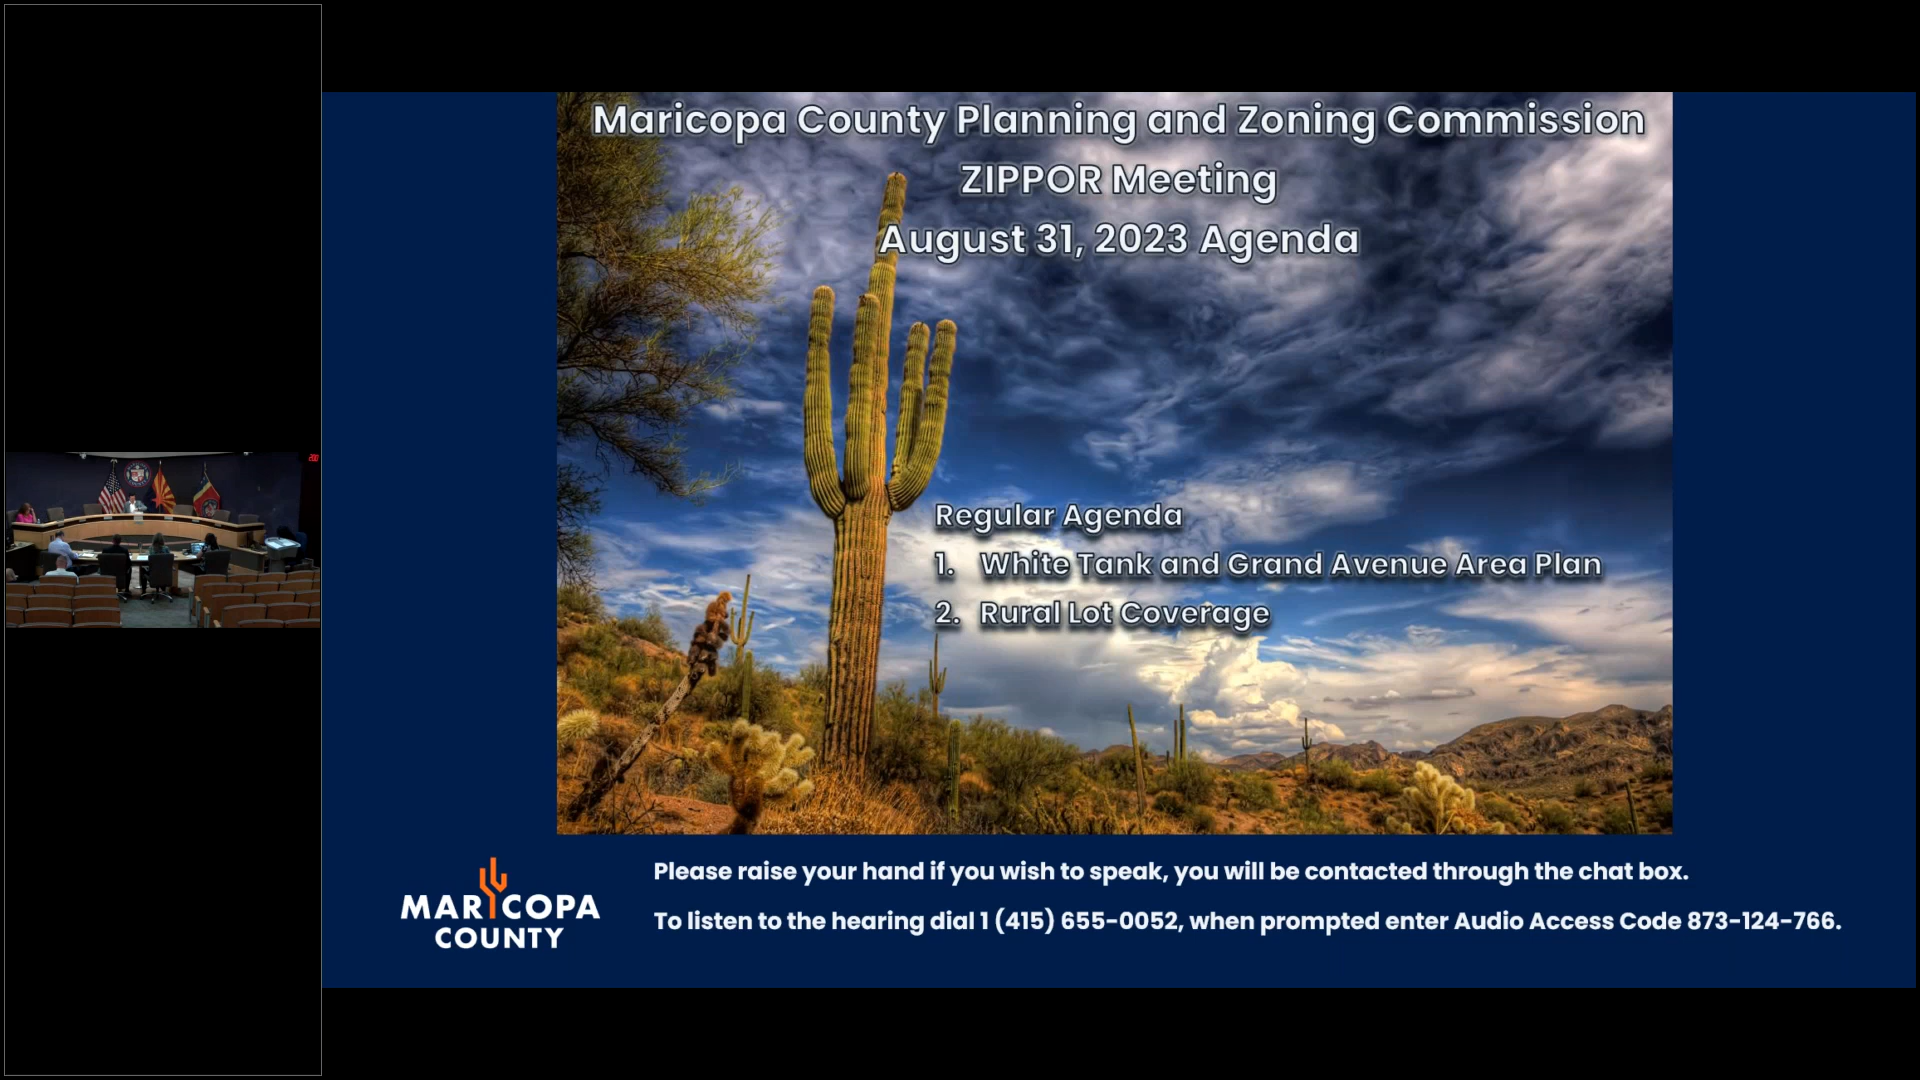 Maricopa County Planning and Zoning Commission
ZIPPOR Meeting
August 31, 2023 Agenda
Regular Agenda
1. White Tank and Grand Avenue Area Plan
2. Rural Lot Coverage
MARICOPA
COUNTY
Please raise your hand if you wish to speak, you will be contacted through the chat box.
To listen to the hearing dial 1 (415) 655-0052, when prompted enter Audio Access Code 873-124-766.